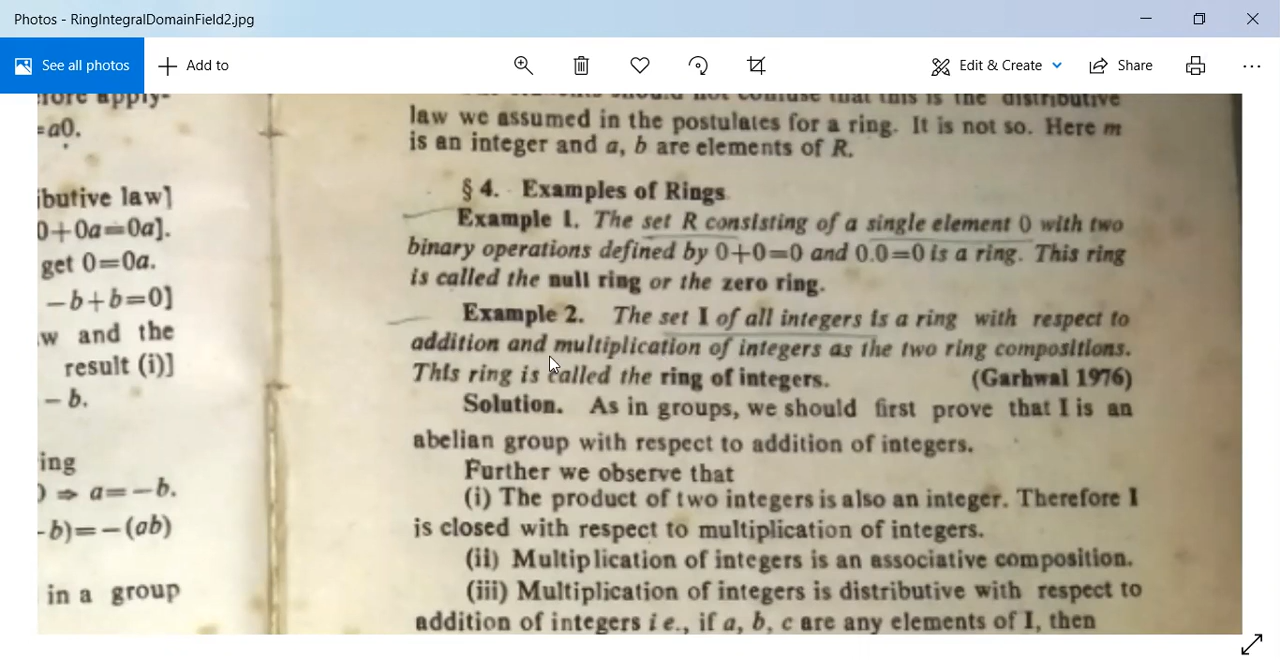 Photos - RingIntegralDomainField2.jpg
See all photos
Add to
Edit & Create
Share
=a0.
law we assumed in the postulates for a ring. It is not so. Here m
is an integer and a, b are elements of R.
ibutive law]
0+0a=0a].
get 0=0a.
-b+b=0]
w and the
result (i)]
-b.
ing
) ⇒ a=-b.
-b)=-(ab)
in a group
§ 4. Examples of Rings
Example 1. The set R consisting of a single element 0 with two
binary operations defined by 0+0=0 and 0.0=0 is a ring. This ring
is called the null ring or the zero ring.
Example 2. The set I of all integers is a ring with respect to
addition and multiplication of integers as the two ring compositions.
This ring is called the ring of integers. (Garhwal 1976)
Solution. As in groups, we should first prove that I is an
abelian group with respect to addition of integers.
Further we observe that
(i) The product of two integers is also an integer. Therefore I
is closed with respect to multiplication of integers.
(ii) Multiplication of integers is an associative composition.
(iii) Multiplication of integers is distributive with respect to
addition of integers i e., if a, b, c are any elements of I, then